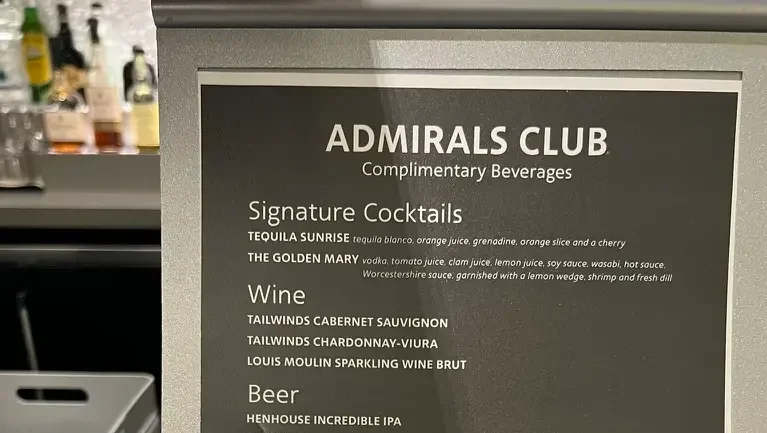 ADMIRALS CLUB
Complimentary Beverages
Signature Cocktails
TEQUILA SUNRISE tequila blanco, orange juice, grenadine, orange slice and a cherry
THE GOLDEN MARY vodka, tomato juice, clam juice, lemon juice, soy sauce, wasabi, hot sauce,
Worcestershire sauce, garnished with a lemon wedge, shrimp and fresh dill
Wine
TAILWINDS CABERNET SAUVIGNON
TAILWINDS CHARDONNAY-VIURA
LOUIS MOULIN SPARKLING WINE BRUT
Beer
HENHOUSE INCREDIBLE IPA